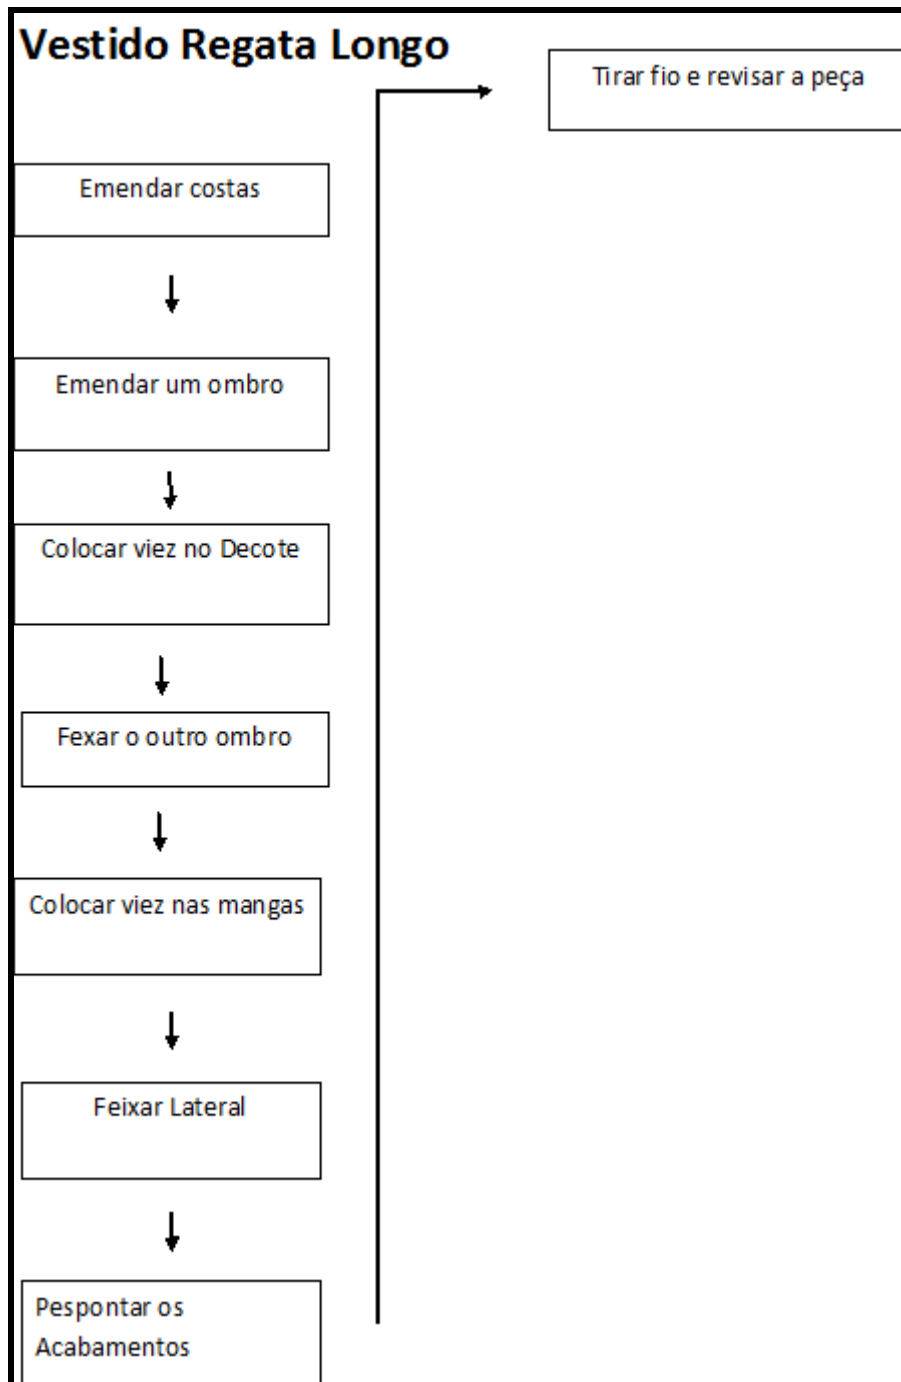 Vestido Regata Longo
Emendar costas
Emendar um ombro
Colocar viez no Decote
Fexar o outro ombro
Colocar viez nas mangas
Feixar Lateral
Pespontar os
Acabamentos
Tirar fio e revisar a peça